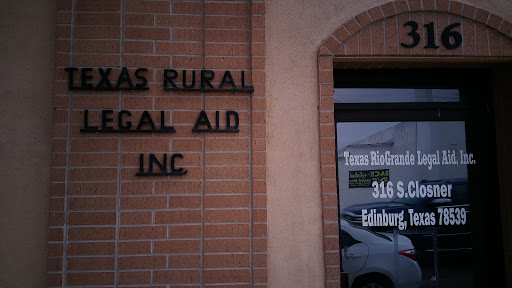 TEXAS RURAL
LEGAL AID
INC
316
Texas RioGrande Legal Aid, Inc.
316 S.Closner
Edinburg, Texas 78539